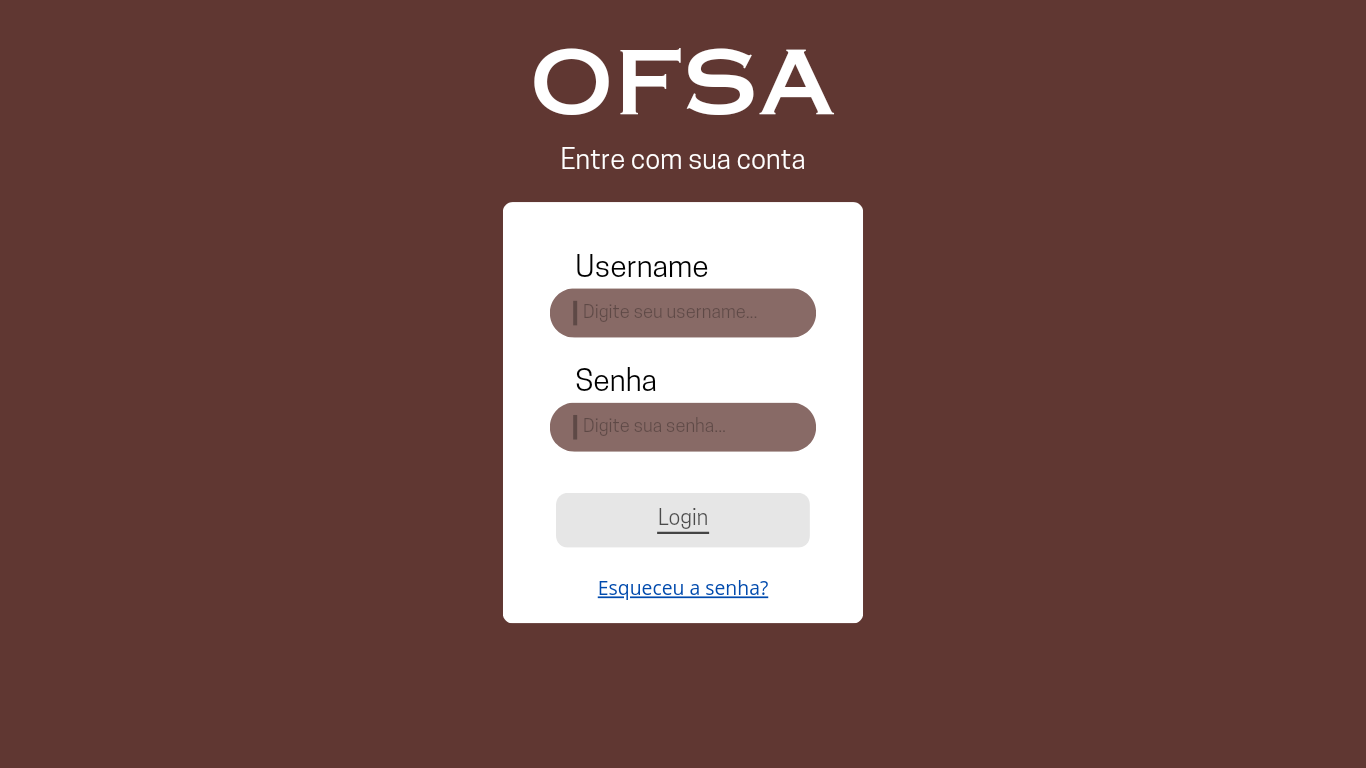 OFSA
Entre com sua conta
Username
Digite seu username...
Senha
Digite sua senha...
Login
Esqueceu a senha?